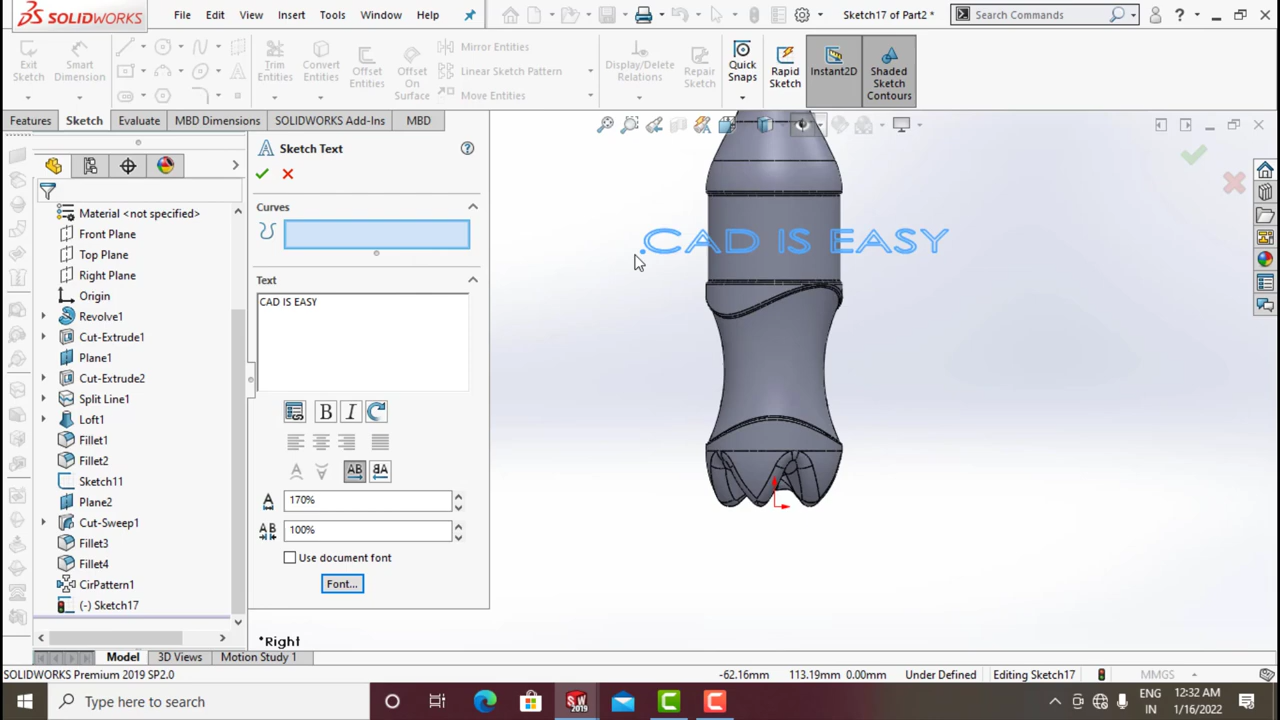 SOLIDWORKS
File
Edit
View
Insert
Tools
Window
Help
Sketch17 of Part2 *
Search Commands
?
Exit Sketch
Smart Dimension
Trim Entities
Convert Entities
Offset Entities
Offset On Surface
Mirror Entities
Linear Sketch Pattern
Move Entities
Display/Delete Relations
Repair Sketch
Quick Snaps
Rapid Sketch
Instant2D
Shaded Sketch Contours
Features
Sketch
Evaluate
MBD Dimensions
SOLIDWORKS Add-Ins
MBD
Material <not specified>
Front Plane
Top Plane
Right Plane
Origin
Revolve1
Cut-Extrude1
Plane1
Cut-Extrude2
Split Line1
Loft1
Fillet1
Fillet2
Sketch11
Plane2
Cut-Sweep1
Fillet3
Fillet4
CirPattern1
(-) Sketch17
Sketch Text
Curves
Text
CAD IS EASY
B
I
AB
170%
100%
Use document font
Font...
CAD IS EASY
*Right
Model
3D Views
Motion Study 1
SOLIDWORKS Premium 2019 SP2.0
-62.16mm
113.19mm 0.00mm
Under Defined
Editing Sketch17
MMGS
Type here to search
ENG
IN
12:32 AM
1/16/2022